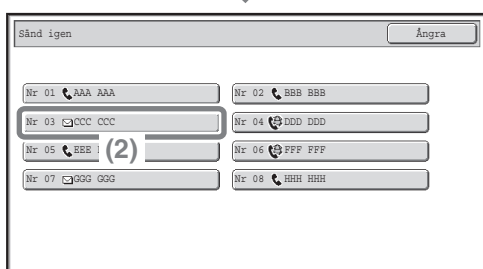 Sänd igen
Ångra
Nr 01 AAA AAA
Nr 02 BBB BBB
Nr 03 CCC CCC
Nr 04 DDD DDD
Nr 05 EEE
(2)
Nr 06 FFF FFF
Nr 07 GGG GGG
Nr 08 HHH HHH